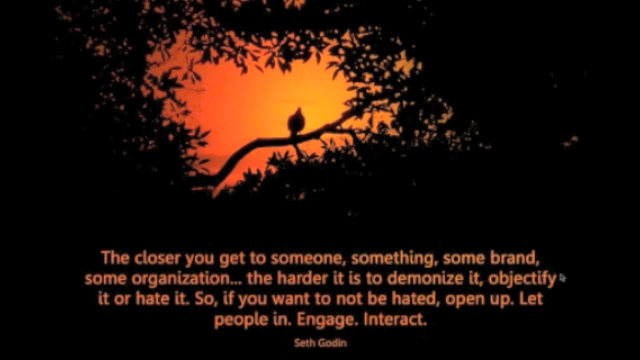 The closer you get to someone, something, some brand,
some organization... the harder it is to demonize it, objectify
it or hate it. So, if you want to not be hated, open up. Let
people in. Engage. Interact.
Seth Godin